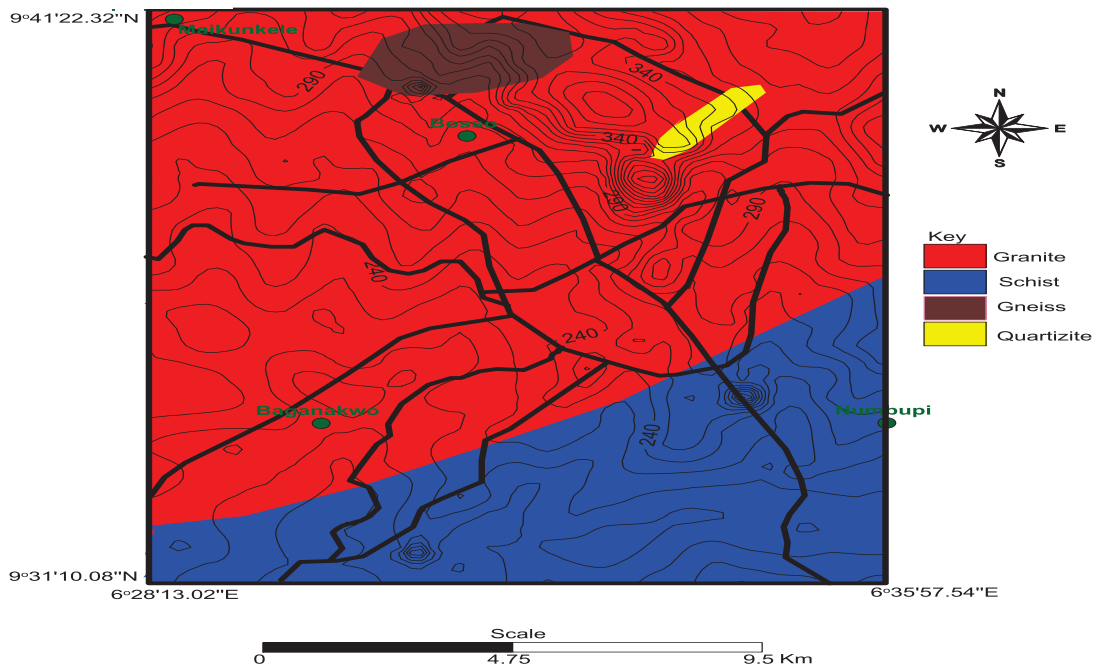 9°41'22.32"N
Maikunkele
290
340
N
W E
S
Bosso
340
290
290
240
Key
Granite
Schist
Gneiss
Quartizite
240
Baganakwo
Numbupi
240
9°31'10.08"N
6°28'13.02"E
6°35'57.54"E
Scale
0 4.75 9.5 Km